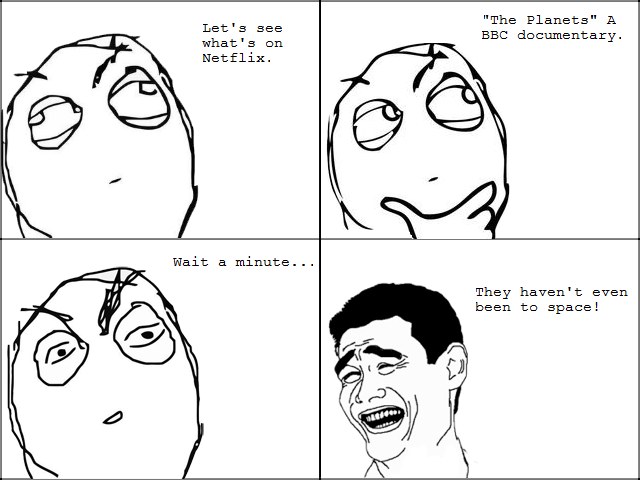 Let's see
what's on
Netflix.
"The Planets" A
BBC documentary.
Wait a minute...
They haven't even
been to space!